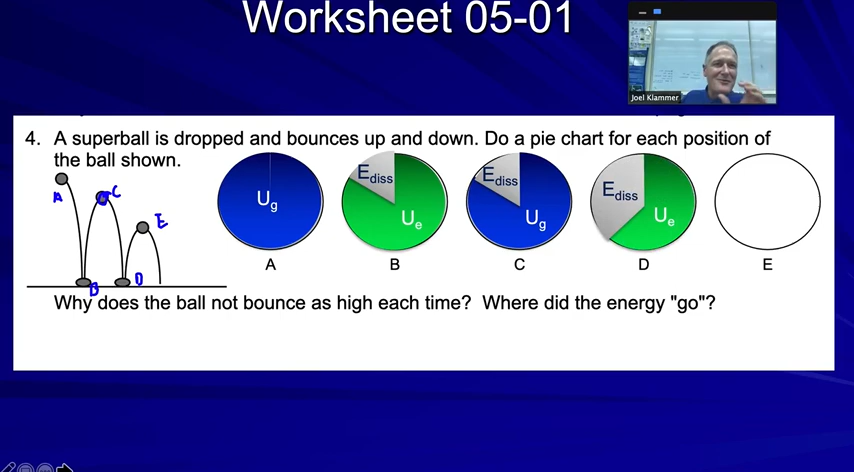 Worksheet 05-01
Joel Klammer
4. A superball is dropped and bounces up and down. Do a pie chart for each position of
the ball shown.
A
C
E
B
D
Ug
Ediss
Ue
Ediss
Ug
Ediss
Ue
A
B
C
D
E
Why does the ball not bounce as high each time? Where did the energy "go"?